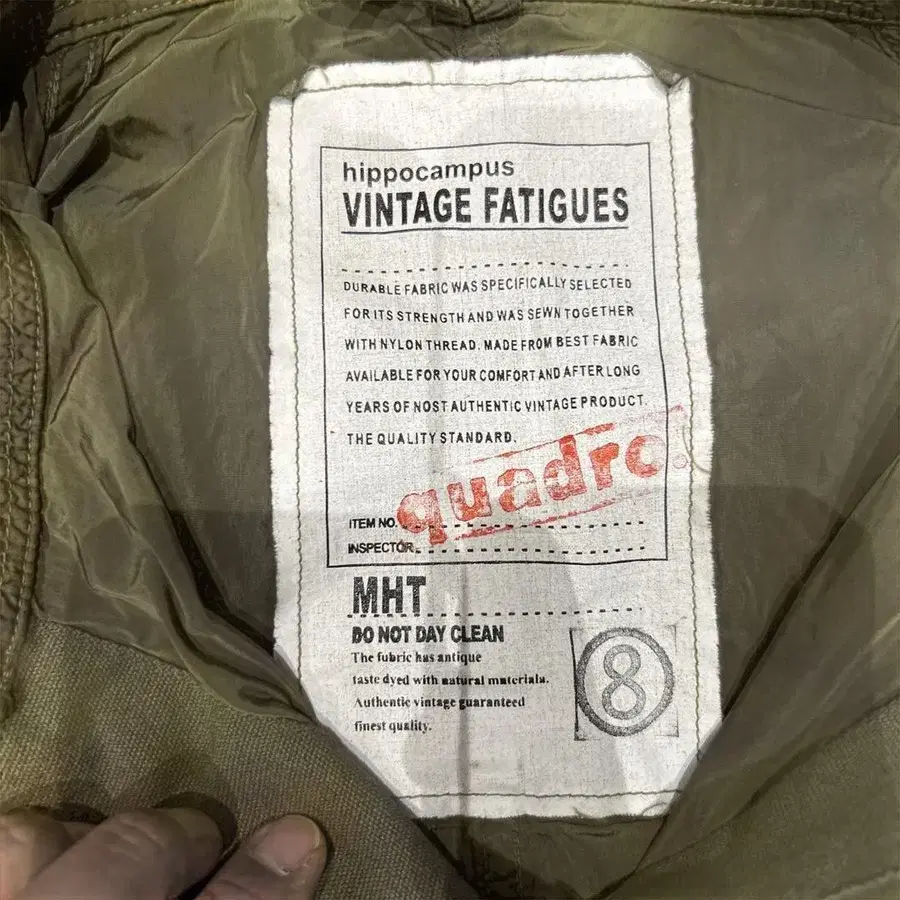 hippocampus
VINTAGE FATIGUES
DURABLE FABRIC WAS SPECIFICALLY SELECTED
FOR ITS STRENGTH AND WAS SEWN TOGETHER
WITH NYLON THREAD. MADE FROM BEST FABRIC
AVAILABLE FOR YOUR COMFORT AND AFTER LONG
YEARS OF NOST AUTHENTIC VINTAGE PRODUCT.
THE QUALITY STANDARD.
quadro!
ITEM NO.
INSPECTOR
MHT
DO NOT DAY CLEAN
The fubric has antique
taste dyed with natural materials.
Authentic vintage guaranteed
finest quality.
8